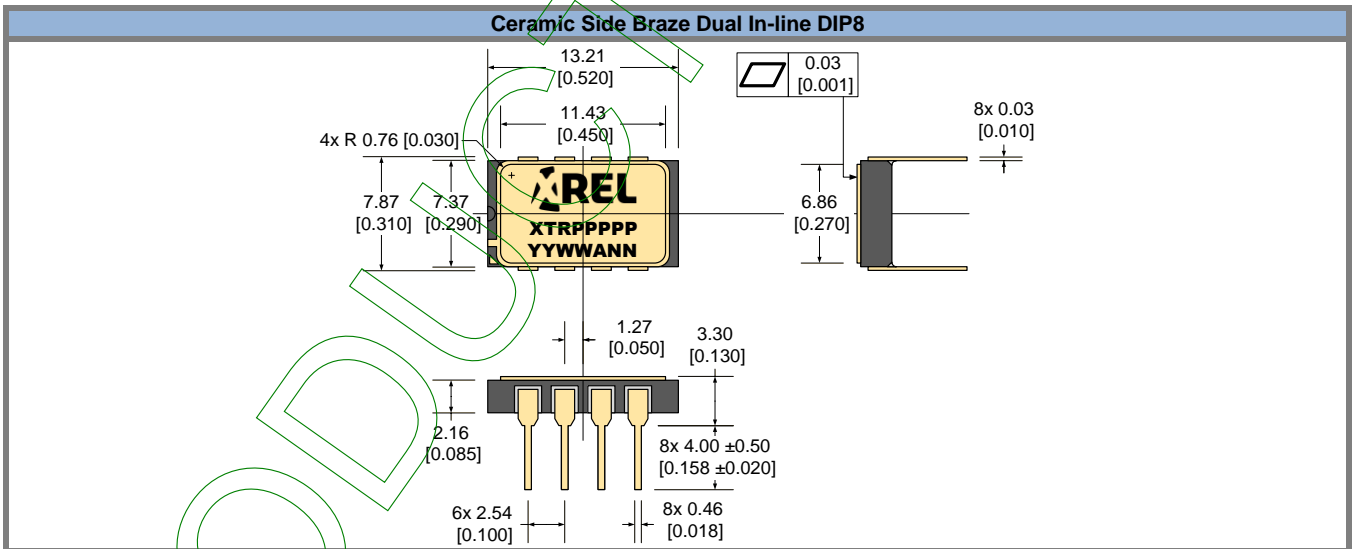 Ceramic Side Braze Dual In-line DIP8
13.21
[0.520]
0.03
[0.001]
11.43
[0.450]
8x 0.03
[0.010]
4x R 0.76 [0.030]
7.87
[0.310]
7.37
[0.290]
XREL
XTRPPPPP
YYWWANN
6.86
[0.270]
1.27
[0.050]
3.30
[0.130]
2.16
[0.085]
8x 4.00 ±0.50
[0.158 ±0.020]
6x 2.54
[0.100]
8x 0.46
[0.018]
ODUCT